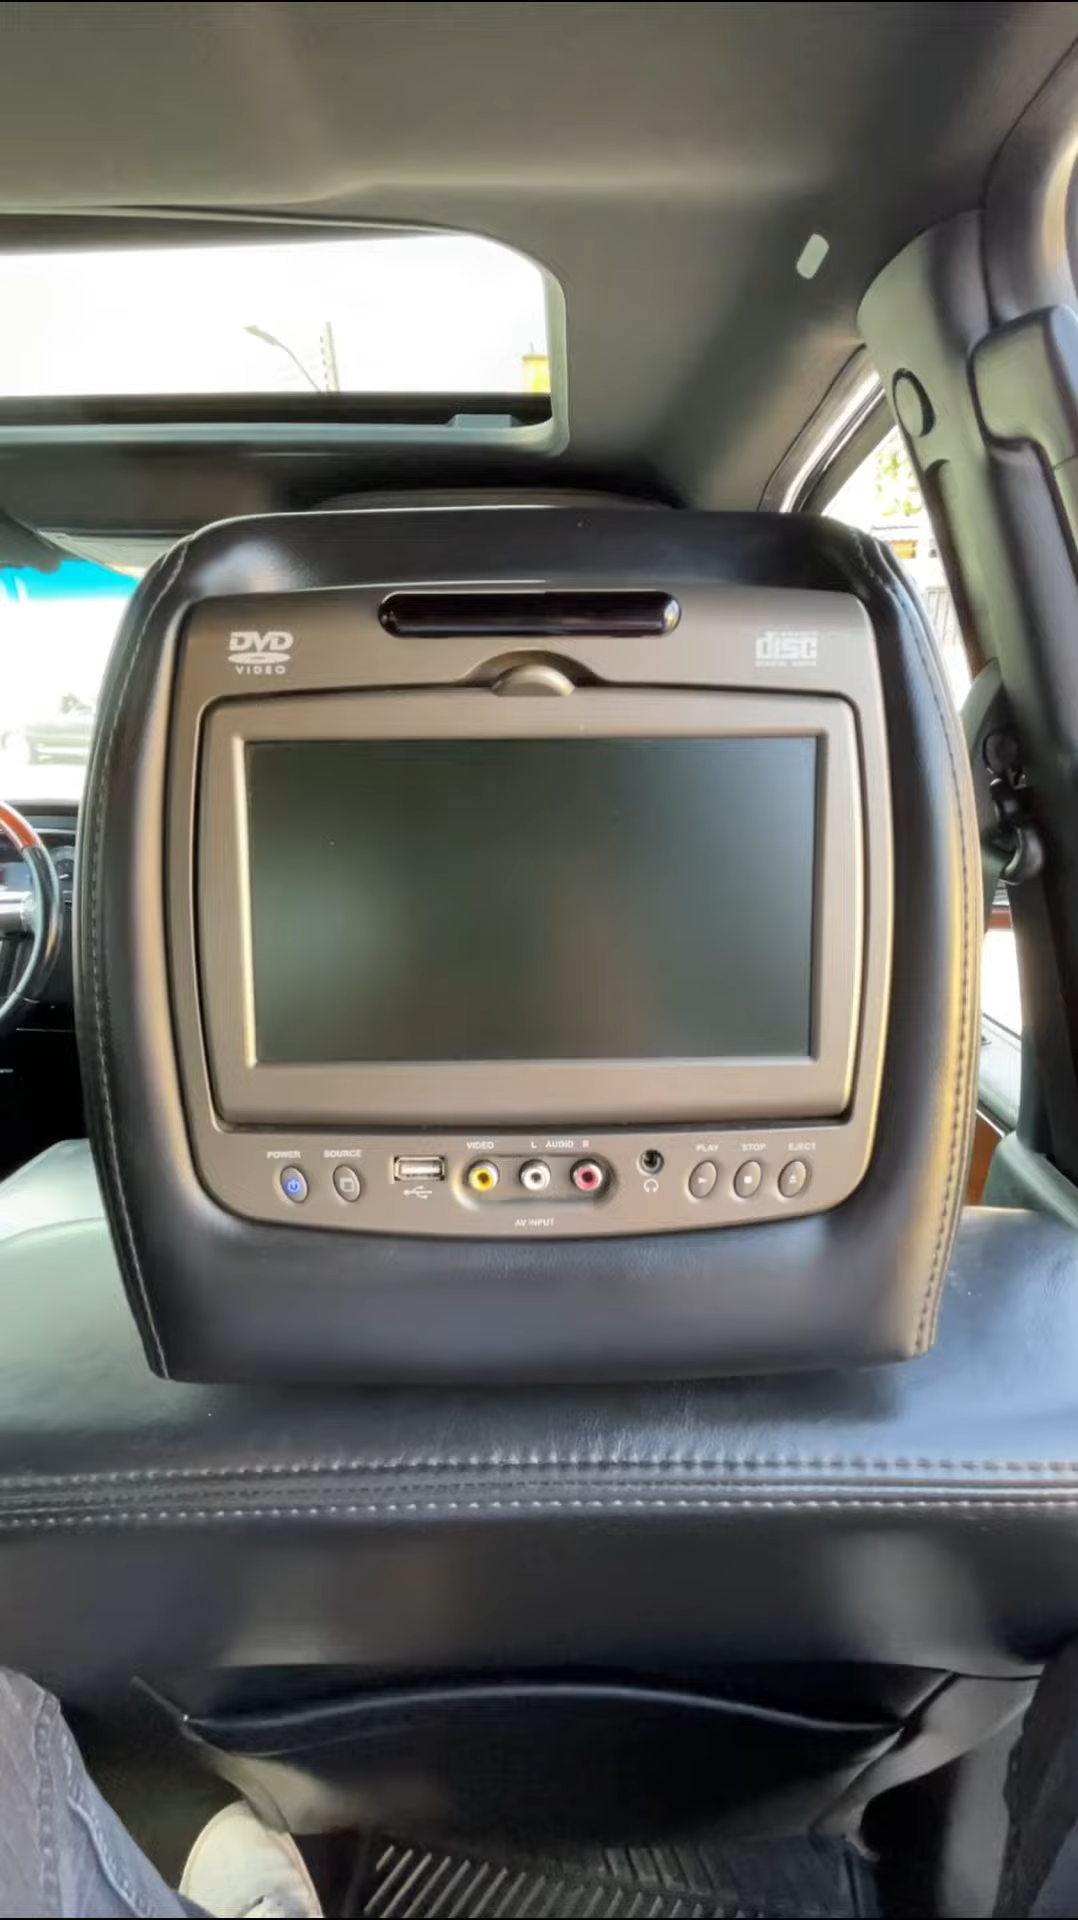 DVD
VIDEO
disc
POWER
SOURCE
VIDEO
L AUDIO R
PLAY
STOP
EJECT
AV INPUT